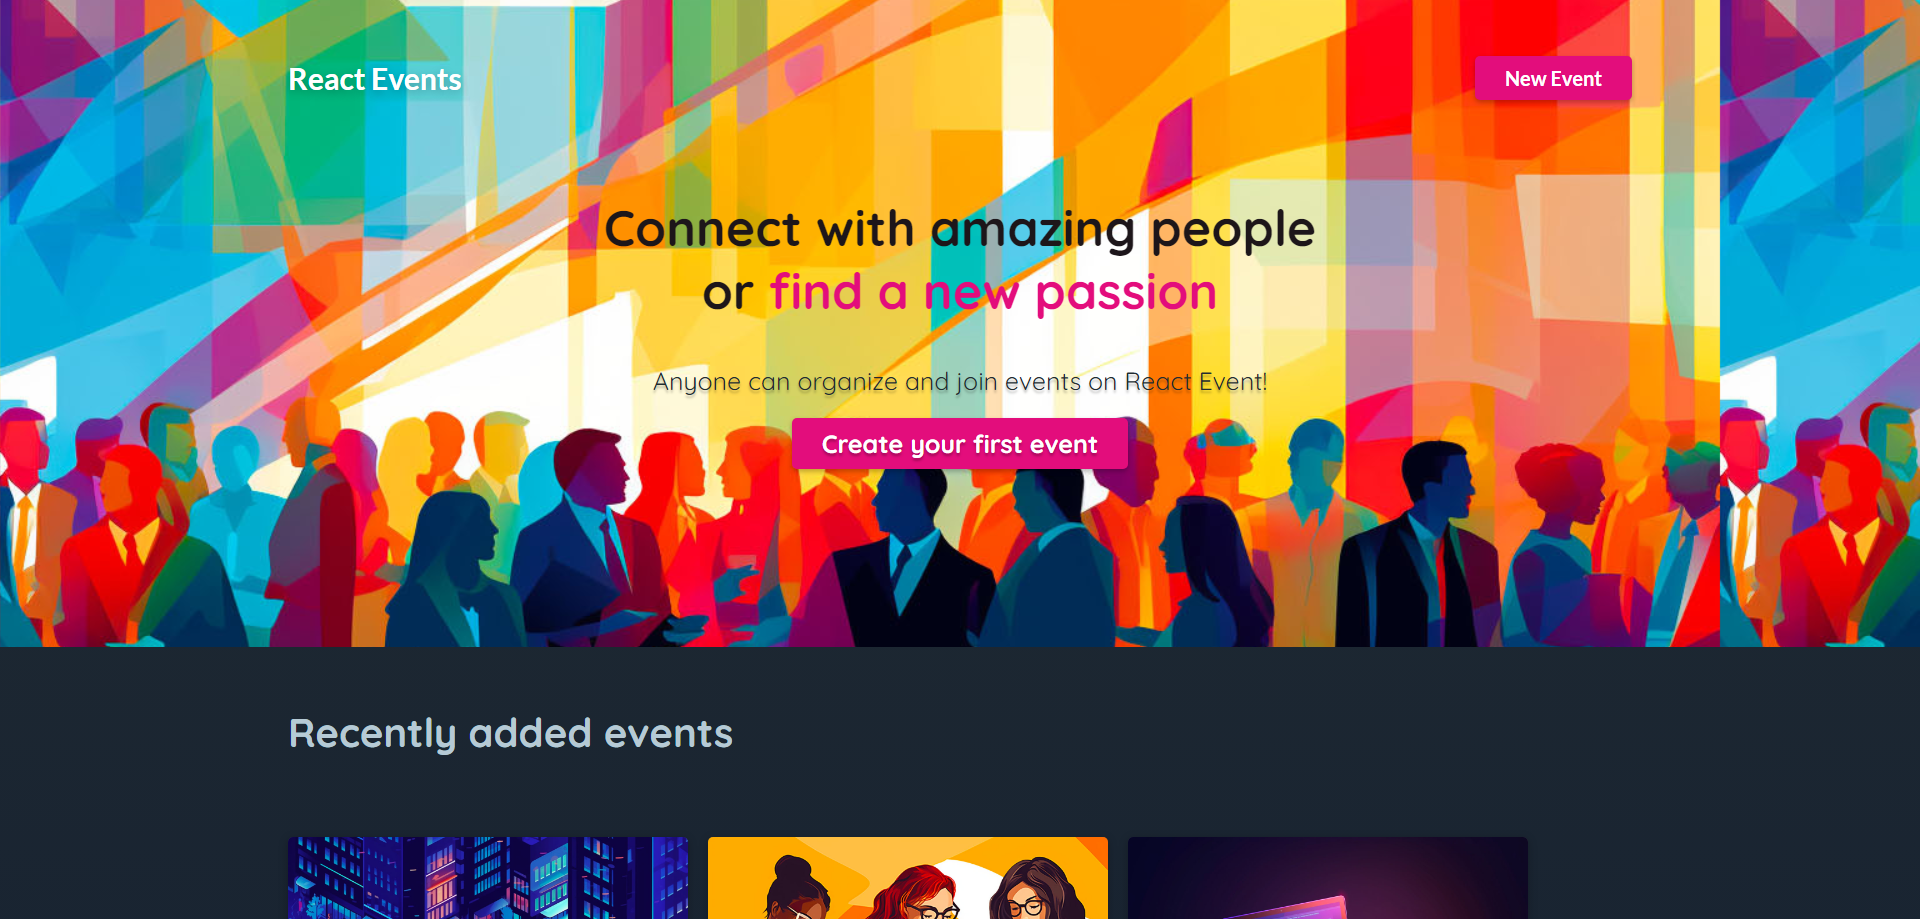 React Events
New Event
Connect with amazing people
or find a new passion
Anyone can organize and join events on React Event!
Create your first event
Recently added events